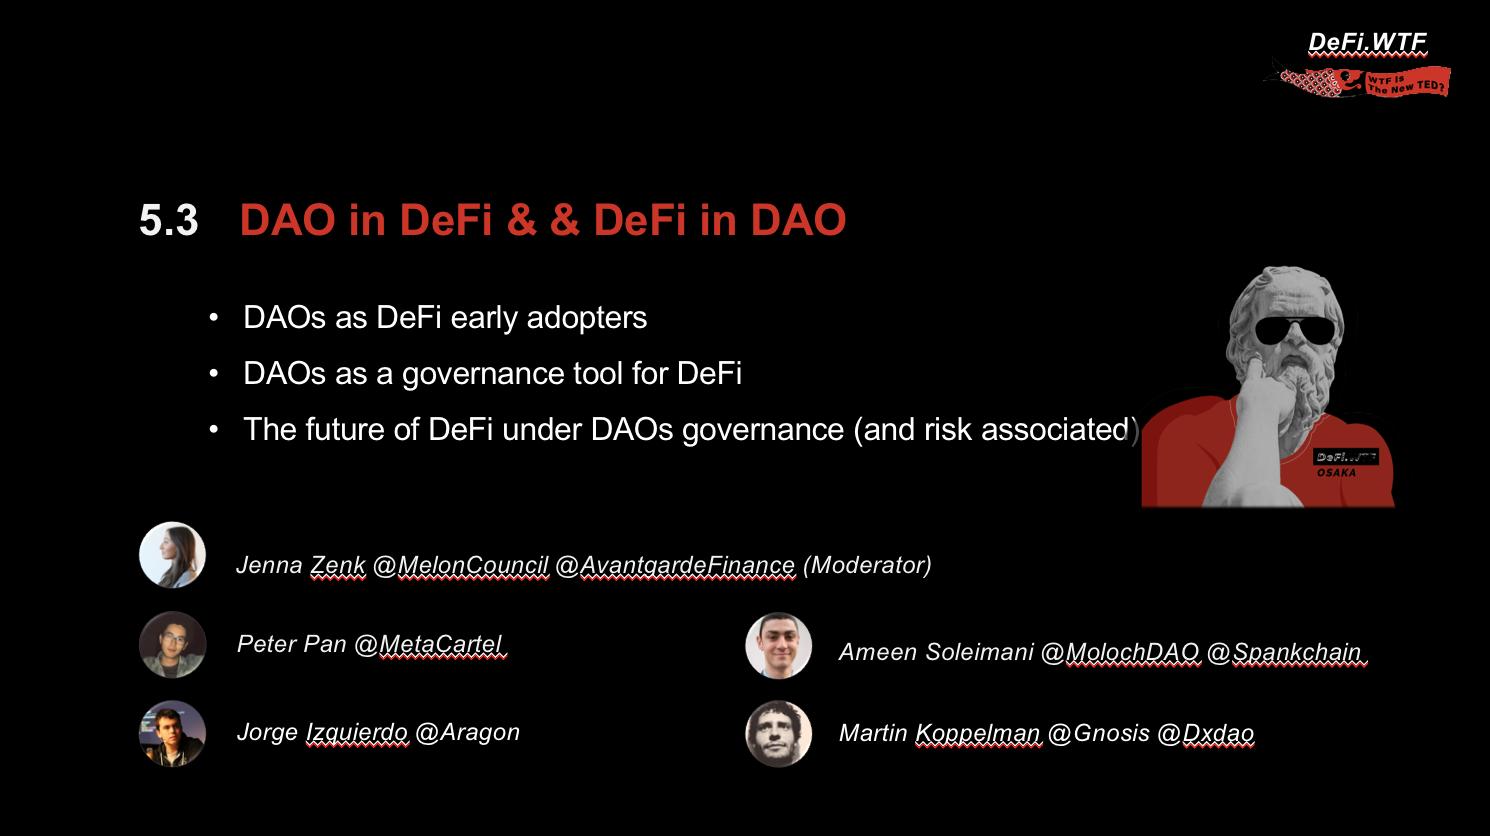 DeFi.WTF
WTF Is
The New TED?
5.3 DAO in DeFi & & DeFi in DAO
• DAOs as DeFi early adopters
• DAOs as a governance tool for DeFi
• The future of DeFi under DAOs governance (and risk associated)
DeFi.WTF
OSAKA
Jenna Zenk @MelonCouncil @AvantgardeFinance (Moderator)
Peter Pan @MetaCartel
Ameen Soleimani @MolochDAO @Spankchain
Jorge Izquierdo @Aragon
Martin Koppelman @Gnosis @Dxdao